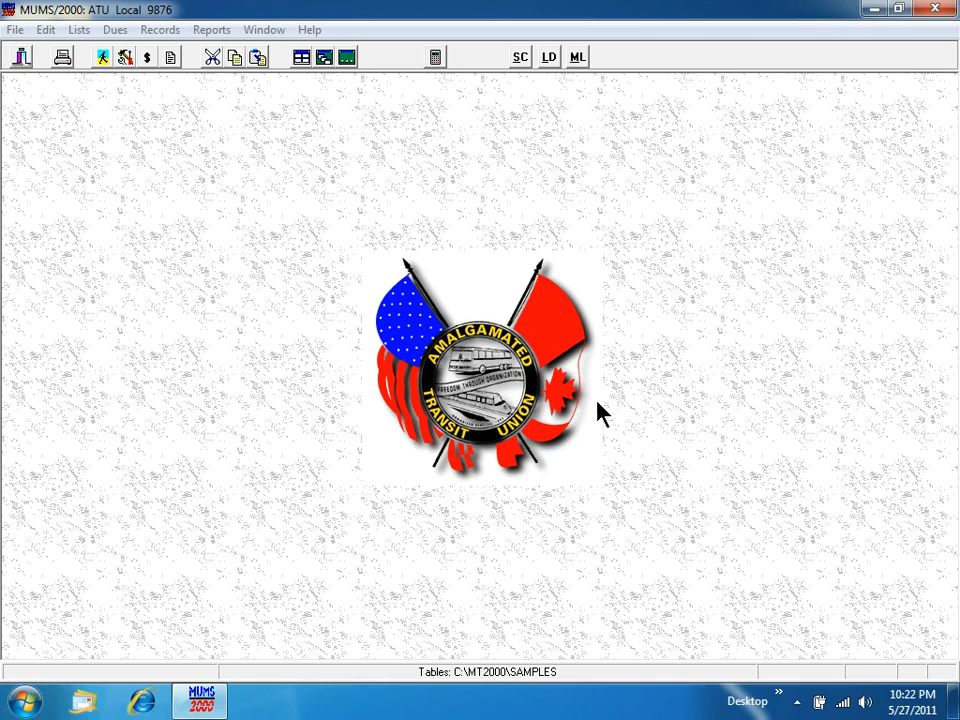 MUMS/2000: ATU Local 9876
File Edit Lists Dues Records Reports Window Help
$ SC LD ML
AMALGAMATED
FREEDOM THROUGH ORGANIZATION
TRANSIT UNION
Tables: C:\MT2000\SAMPLES
MUMS
2000
Desktop
10:22 PM
5/27/2011